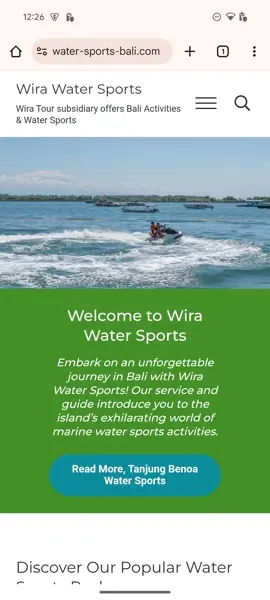 12:26
water-sports-bali.com
1
Wira Water Sports
Wira Tour subsidiary offers Bali Activities
& Water Sports
Welcome to Wira
Water Sports
Embark on an unforgettable
journey in Bali with Wira
Water Sports! Our service and
guide introduce you to the
island's exhilarating world of
marine water sports activities.
Read More, Tanjung Benoa
Water Sports
Discover Our Popular Water